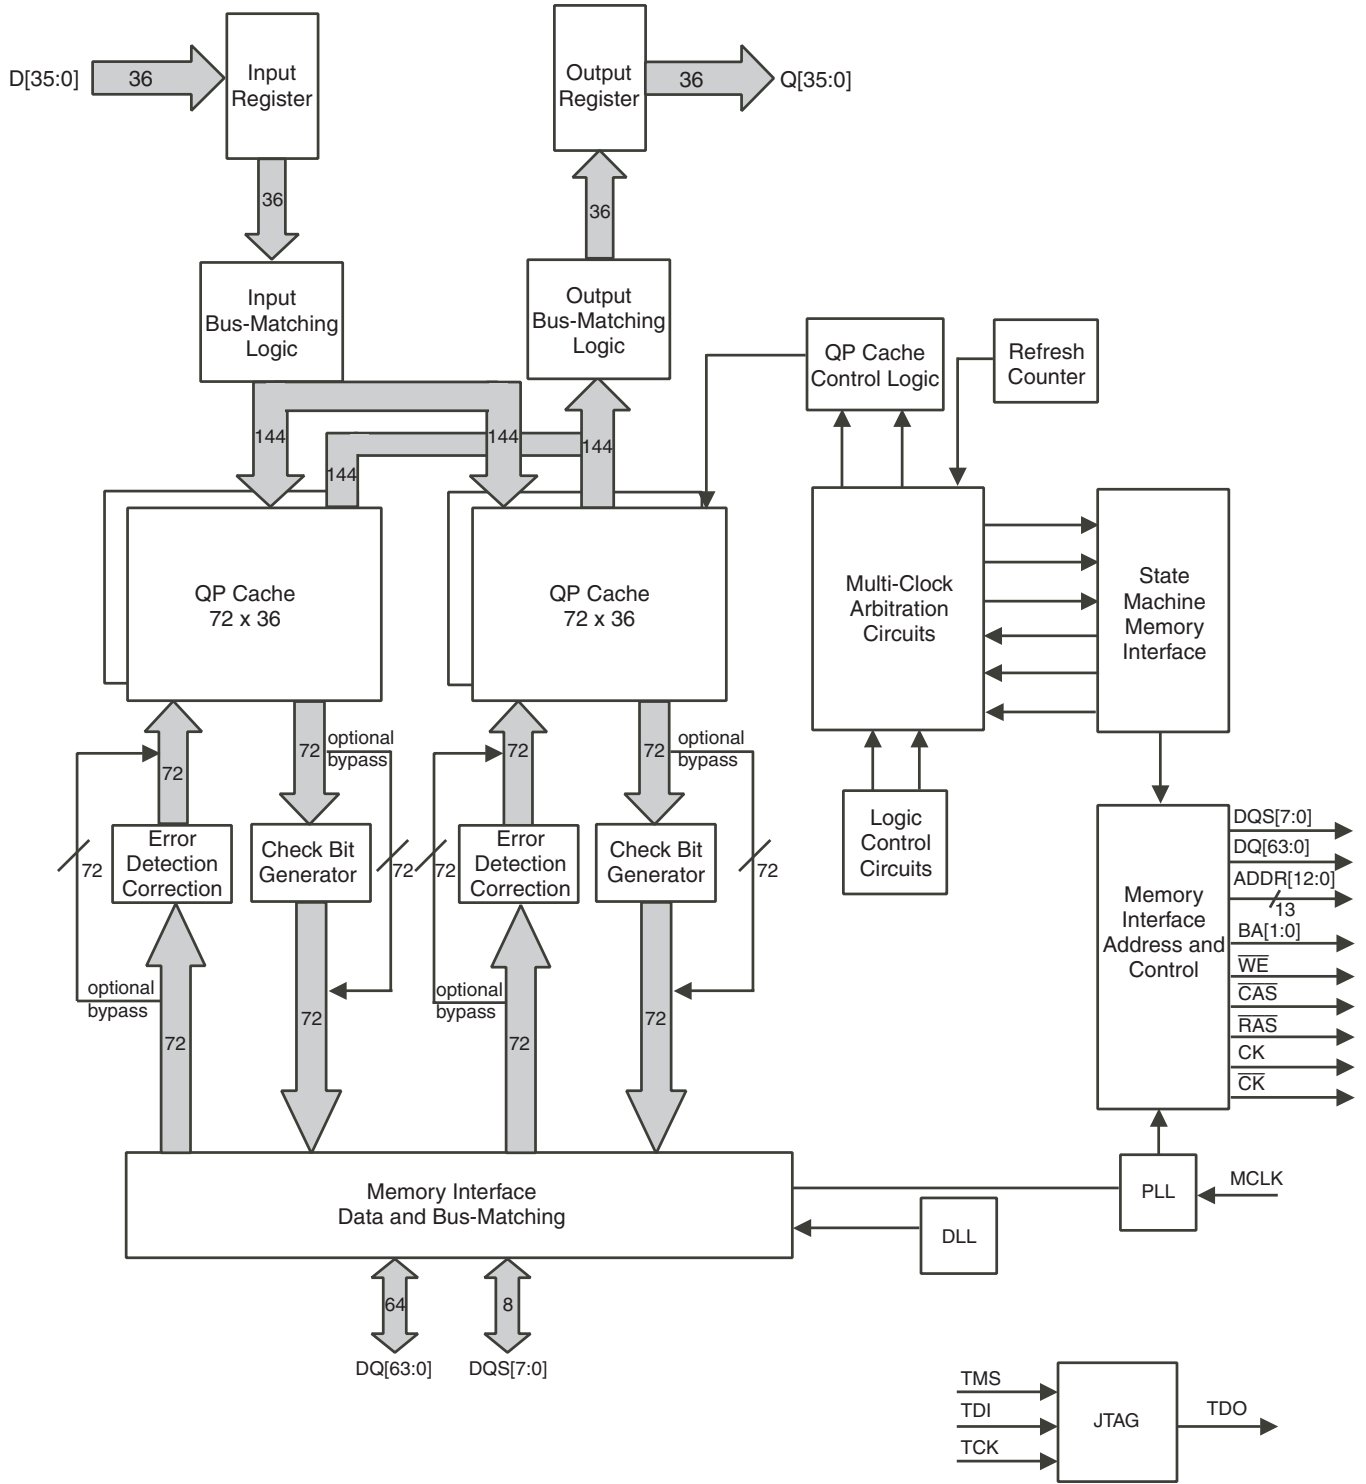 D[35:0]
36
Input
Register
Output
Register
36
Q[35:0]
36
36
Input
Bus-Matching
Logic
Output
Bus-Matching
Logic
QP Cache
Control Logic
Refresh
Counter
144
144
144
144
QP Cache
72 x 36
QP Cache
72 x 36
Multi-Clock
Arbitration
Circuits
State
Machine
Memory
Interface
72
72
optional
bypass
72
72
optional
bypass
72
Error
Detection
Correction
Check Bit
Generator
72
72
Error
Detection
Correction
Check Bit
Generator
72
Logic
Control
Circuits
Memory
Interface
Address and
Control
DQS[7:0]
DQ[63:0]
ADDR[12:0]
13
BA[1:0]
WE
CAS
RAS
CK
CK
optional
bypass
72
72
optional
bypass
72
72
Memory Interface
Data and Bus-Matching
PLL
MCLK
DLL
64
8
DQ[63:0]
DQS[7:0]
TMS
TDI
TCK
JTAG
TDO